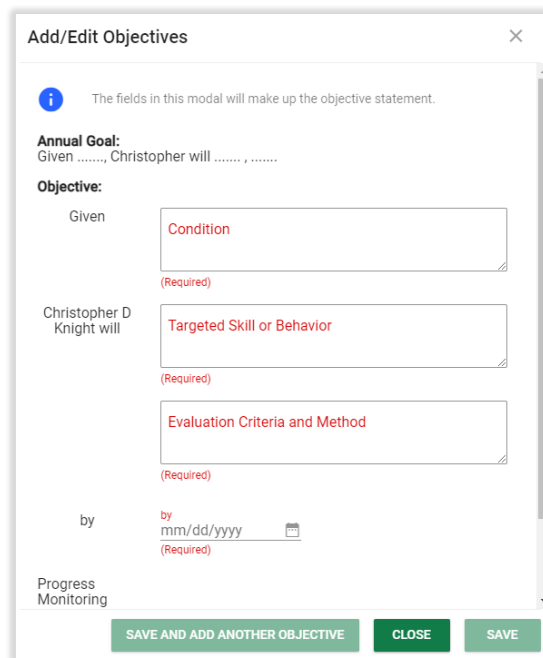 Add/Edit Objectives
The fields in this modal will make up the objective statement.
Annual Goal:
Given ......., Christopher will ....... , .......
Objective:
Given
Condition
(Required)
Christopher D
Knight will
Targeted Skill or Behavior
(Required)
Evaluation Criteria and Method
(Required)
by
by
mm/dd/yyyy
(Required)
Progress
Monitoring
SAVE AND ADD ANOTHER OBJECTIVE
CLOSE
SAVE